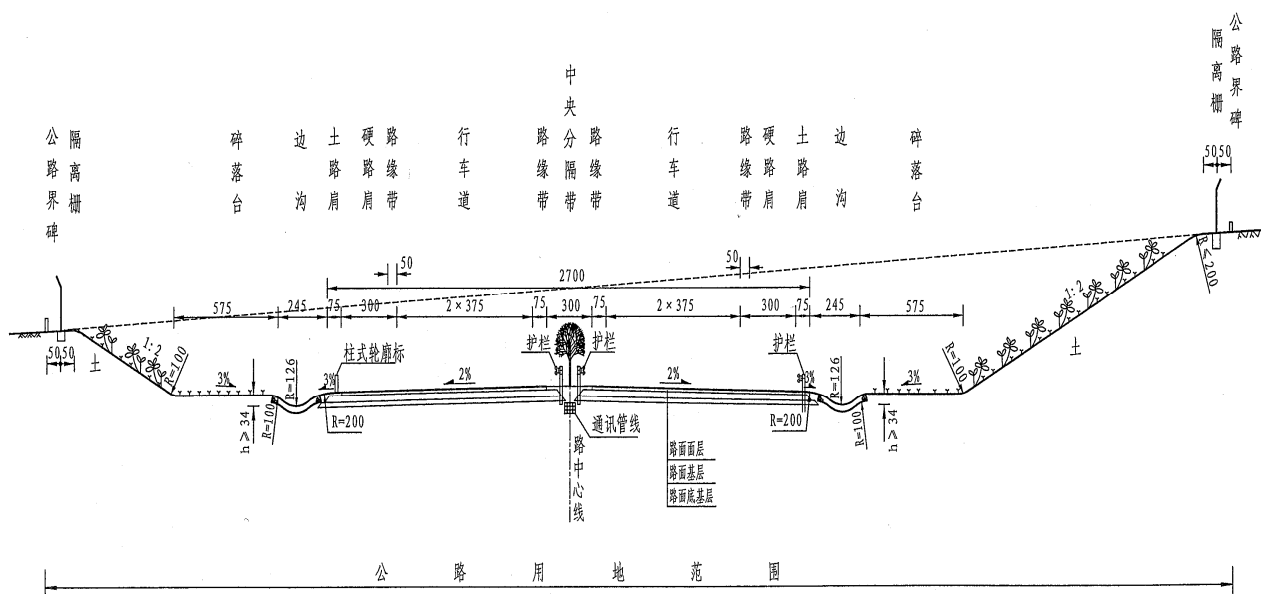 公路界碑
隔离栅
碎落台
边沟
土路肩
硬路肩
路缘带
行车道
路缘带
中央分隔带
路缘带
行车道
路缘带
硬路肩
土路肩
边沟
碎落台
隔离栅
公路界碑
50 50
50
2700
50
575
245
75
300
2×375
75
300
75
2×375
300
75
245
575
R≤200
1:2
1:2
50 50
土
土
R=100
R=126
柱式轮廓标
护栏
护栏
护栏
R=126
R=100
3%
3%
2%
2%
3%
3%
h≥34
R=100
R=200
通讯管线
R=200
R=100
h≥34
路面面层
路面基层
路面底基层
路中心线
公路用地范围